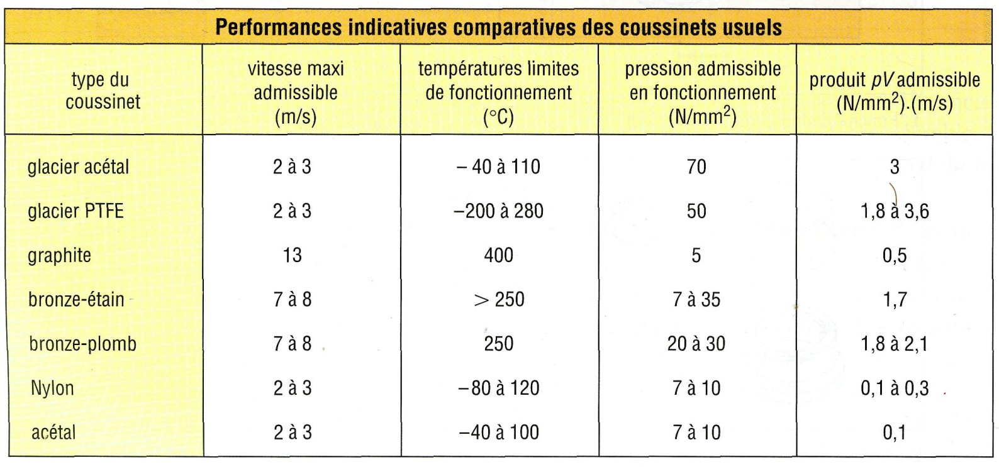 Performances indicatives comparatives des coussinets usuels
type du
coussinet
vitesse maxi
admissible
(m/s)
températures limites
de fonctionnement
(°C)
pression admissible
en fonctionnement
(N/mm²)
produit pV admissible
(N/mm²).(m/s)
glacier acétal 2 à 3 – 40 à 110 70 3
glacier PTFE 2 à 3 –200 à 280 50 1,8 à 3,6
graphite 13 400 5 0,5
bronze-étain 7 à 8 > 250 7 à 35 1,7
bronze-plomb 7 à 8 250 20 à 30 1,8 à 2,1
Nylon 2 à 3 –80 à 120 7 à 10 0,1 à 0,3
acétal 2 à 3 –40 à 100 7 à 10 0,1